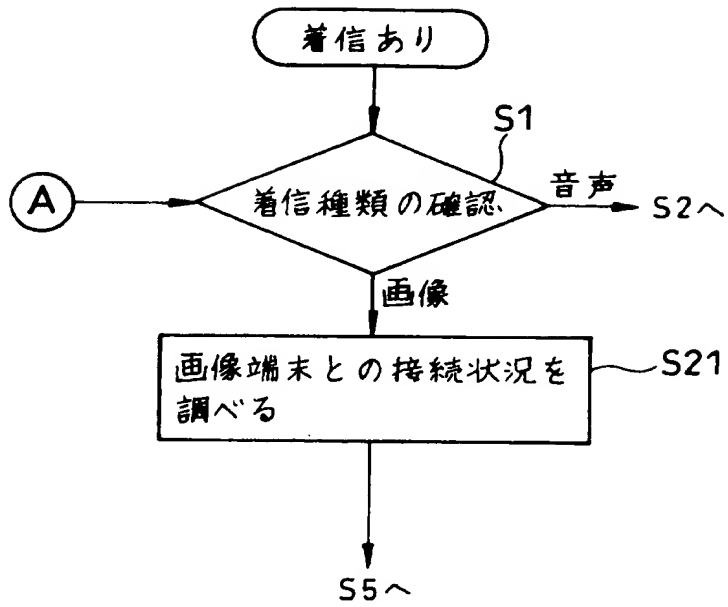 着信あり
S1
A
着信種類の確認
音声
S2へ
画像
画像端末との接続状況を
調べる
S21
S5へ